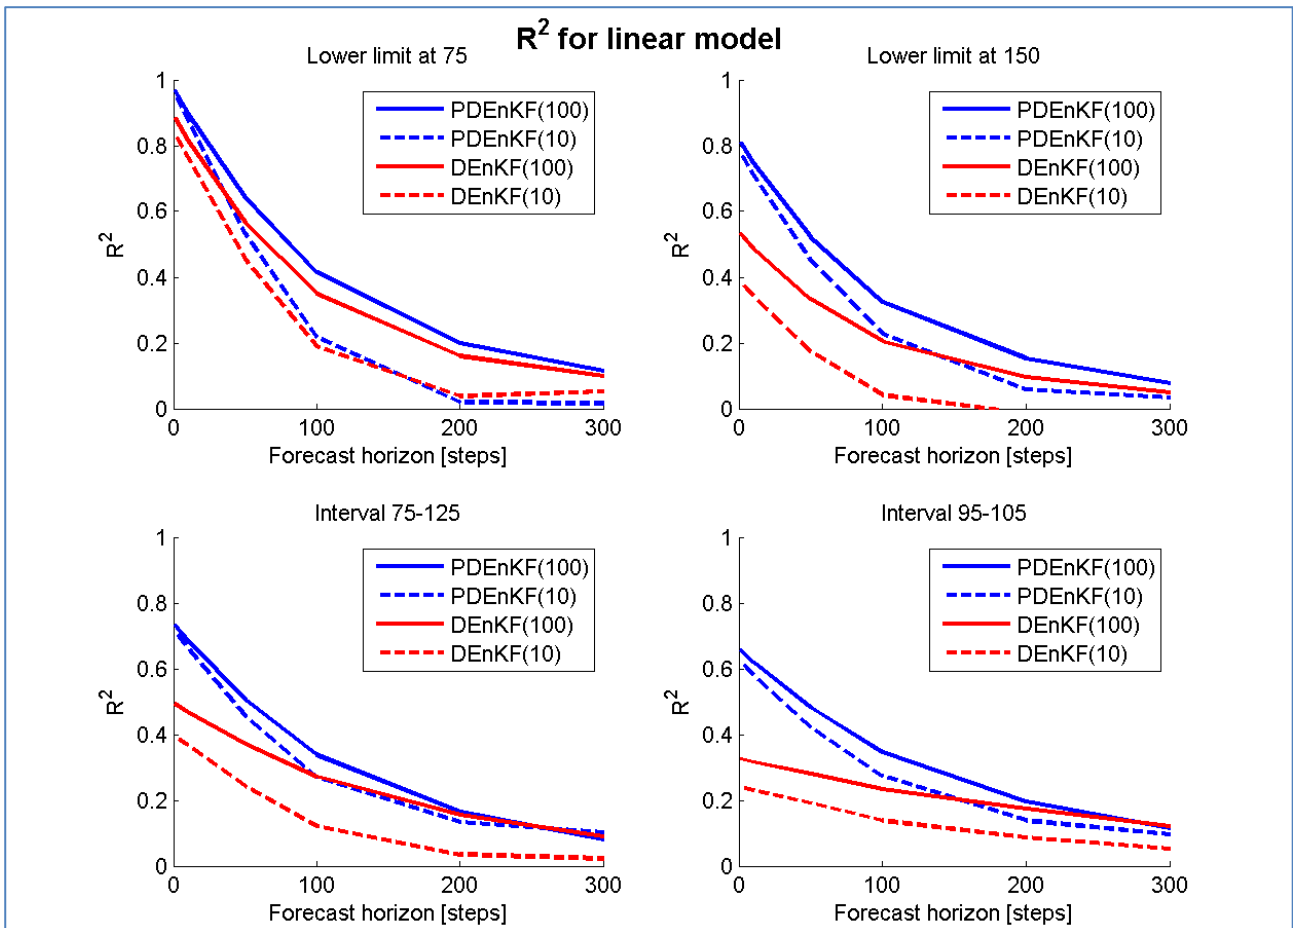 R² for linear model
Lower limit at 75
R²
1
0.8
0.6
0.4
0.2
0
0 100 200 300
Forecast horizon [steps]
PDEnKF(100)
PDEnKF(10)
DEnKF(100)
DEnKF(10)
Lower limit at 150
R²
1
0.8
0.6
0.4
0.2
0
0 100 200 300
Forecast horizon [steps]
PDEnKF(100)
PDEnKF(10)
DEnKF(100)
DEnKF(10)
Interval 75-125
R²
1
0.8
0.6
0.4
0.2
0
0 100 200 300
Forecast horizon [steps]
PDEnKF(100)
PDEnKF(10)
DEnKF(100)
DEnKF(10)
Interval 95-105
R²
1
0.8
0.6
0.4
0.2
0
0 100 200 300
Forecast horizon [steps]
PDEnKF(100)
PDEnKF(10)
DEnKF(100)
DEnKF(10)